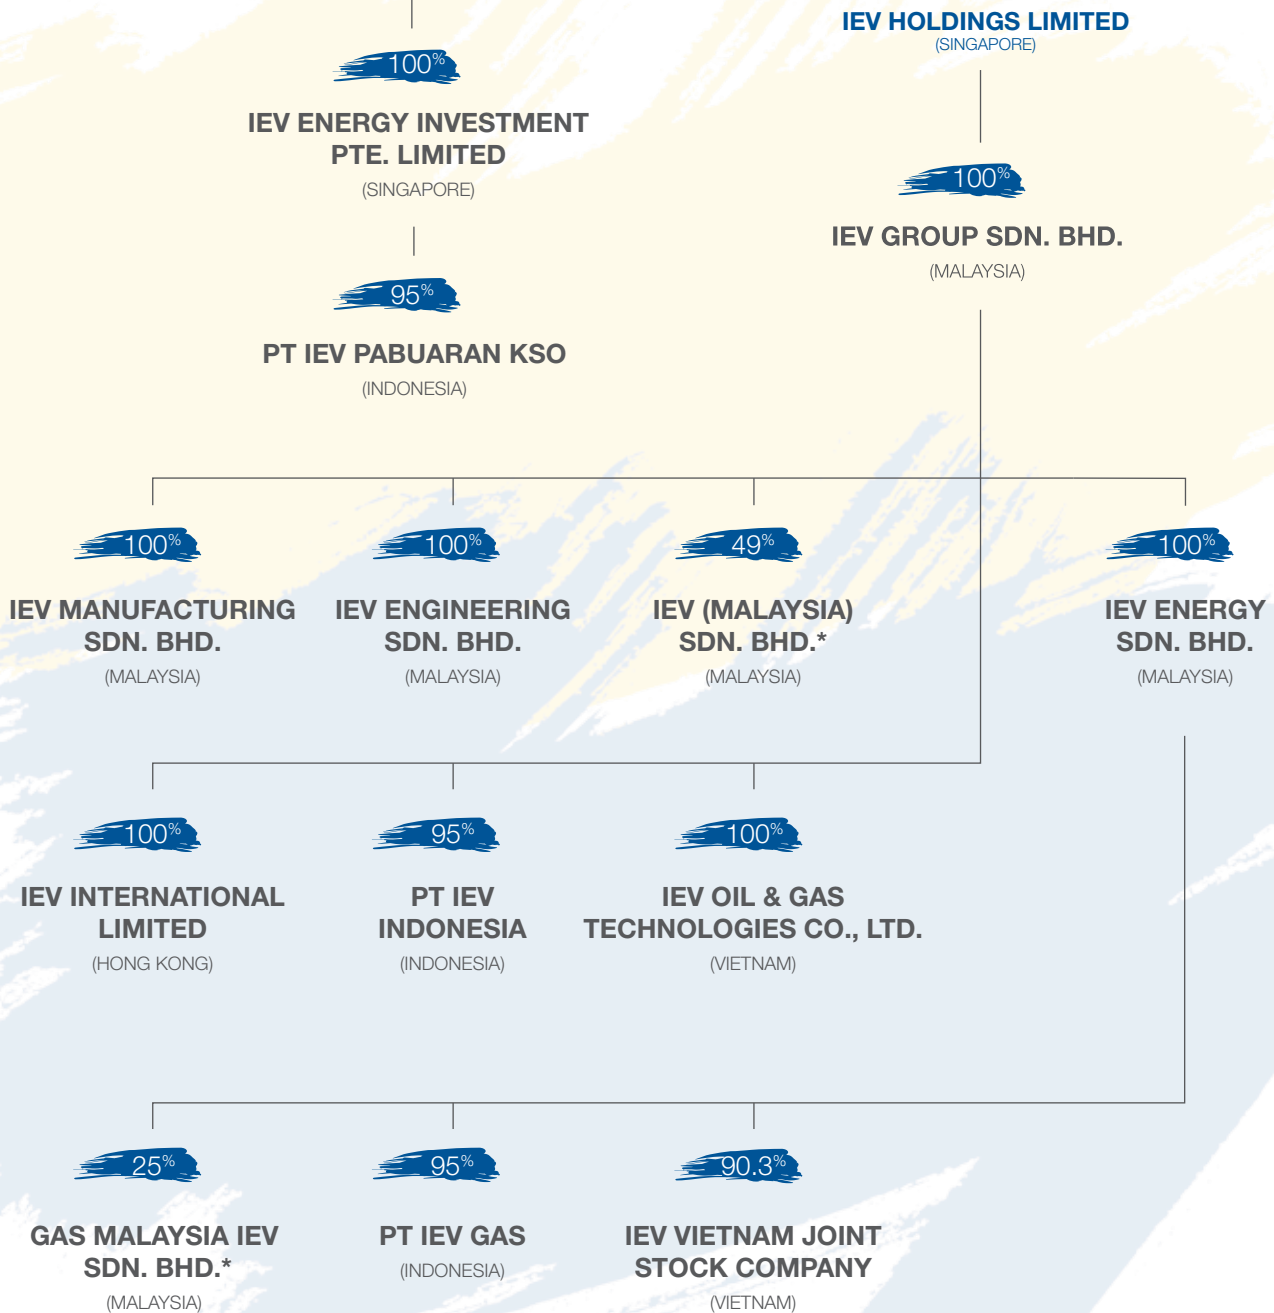 IEV HOLDINGS LIMITED
(SINGAPORE)
100%
IEV ENERGY INVESTMENT
PTE. LIMITED
(SINGAPORE)
100%
IEV GROUP SDN. BHD.
(MALAYSIA)
95%
PT IEV PABUARAN KSO
(INDONESIA)
100%
IEV MANUFACTURING
SDN. BHD.
(MALAYSIA)
100%
IEV ENGINEERING
SDN. BHD.
(MALAYSIA)
49%
IEV (MALAYSIA)
SDN. BHD.*
(MALAYSIA)
100%
IEV ENERGY
SDN. BHD.
(MALAYSIA)
100%
IEV INTERNATIONAL
LIMITED
(HONG KONG)
95%
PT IEV
INDONESIA
(INDONESIA)
100%
IEV OIL & GAS
TECHNOLOGIES CO., LTD.
(VIETNAM)
25%
GAS MALAYSIA IEV
SDN. BHD.*
(MALAYSIA)
95%
PT IEV GAS
(INDONESIA)
90.3%
IEV VIETNAM JOINT
STOCK COMPANY
(VIETNAM)